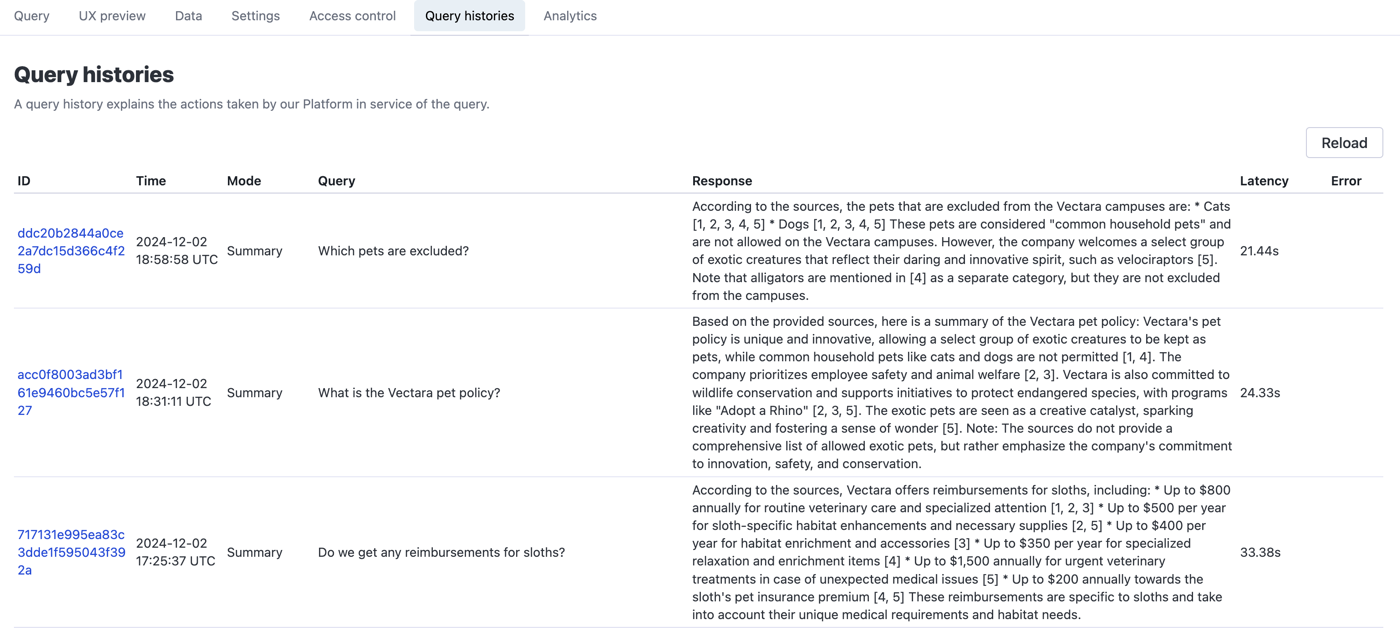 Query UX preview Data Settings Access control Query histories Analytics
Query histories
A query history explains the actions taken by our Platform in service of the query.
Reload
ID Time Mode Query Response Latency Error
ddc20b2844a0ce
2a7dc15d366c4f2
59d
2024-12-02
18:58:58 UTC
Summary
Which pets are excluded?
According to the sources, the pets that are excluded from the Vectara campuses are: * Cats
[1, 2, 3, 4, 5] * Dogs [1, 2, 3, 4, 5] These pets are considered "common household pets" and
are not allowed on the Vectara campuses. However, the company welcomes a select group
of exotic creatures that reflect their daring and innovative spirit, such as velociraptors [5].
Note that alligators are mentioned in [4] as a separate category, but they are not excluded
from the campuses.
21.44s
acc0f8003ad3bf1
61e9460bc5e57f1
27
2024-12-02
18:31:11 UTC
Summary
What is the Vectara pet policy?
Based on the provided sources, here is a summary of the Vectara pet policy: Vectara's pet
policy is unique and innovative, allowing a select group of exotic creatures to be kept as
pets, while common household pets like cats and dogs are not permitted [1, 4]. The
company prioritizes employee safety and animal welfare [2, 3]. Vectara is also committed to
wildlife conservation and supports initiatives to protect endangered species, with programs
like "Adopt a Rhino" [2, 3, 5]. The exotic pets are seen as a creative catalyst, sparking
creativity and fostering a sense of wonder [5]. Note: The sources do not provide a
comprehensive list of allowed exotic pets, but rather emphasize the company's commitment
to innovation, safety, and conservation.
24.33s
717131e995ea83c
3dde1f595043f39
2a
2024-12-02
17:25:37 UTC
Summary
Do we get any reimbursements for sloths?
According to the sources, Vectara offers reimbursements for sloths, including: * Up to $800
annually for routine veterinary care and specialized attention [1, 2, 3] * Up to $500 per year
for sloth-specific habitat enhancements and necessary supplies [2, 5] * Up to $400 per
year for habitat enrichment and accessories [3] * Up to $350 per year for specialized
relaxation and enrichment items [4] * Up to $1,500 annually for urgent veterinary
treatments in case of unexpected medical issues [5] * Up to $200 annually towards the
sloth's pet insurance premium [4, 5] These reimbursements are specific to sloths and take
into account their unique medical requirements and habitat needs.
33.38s